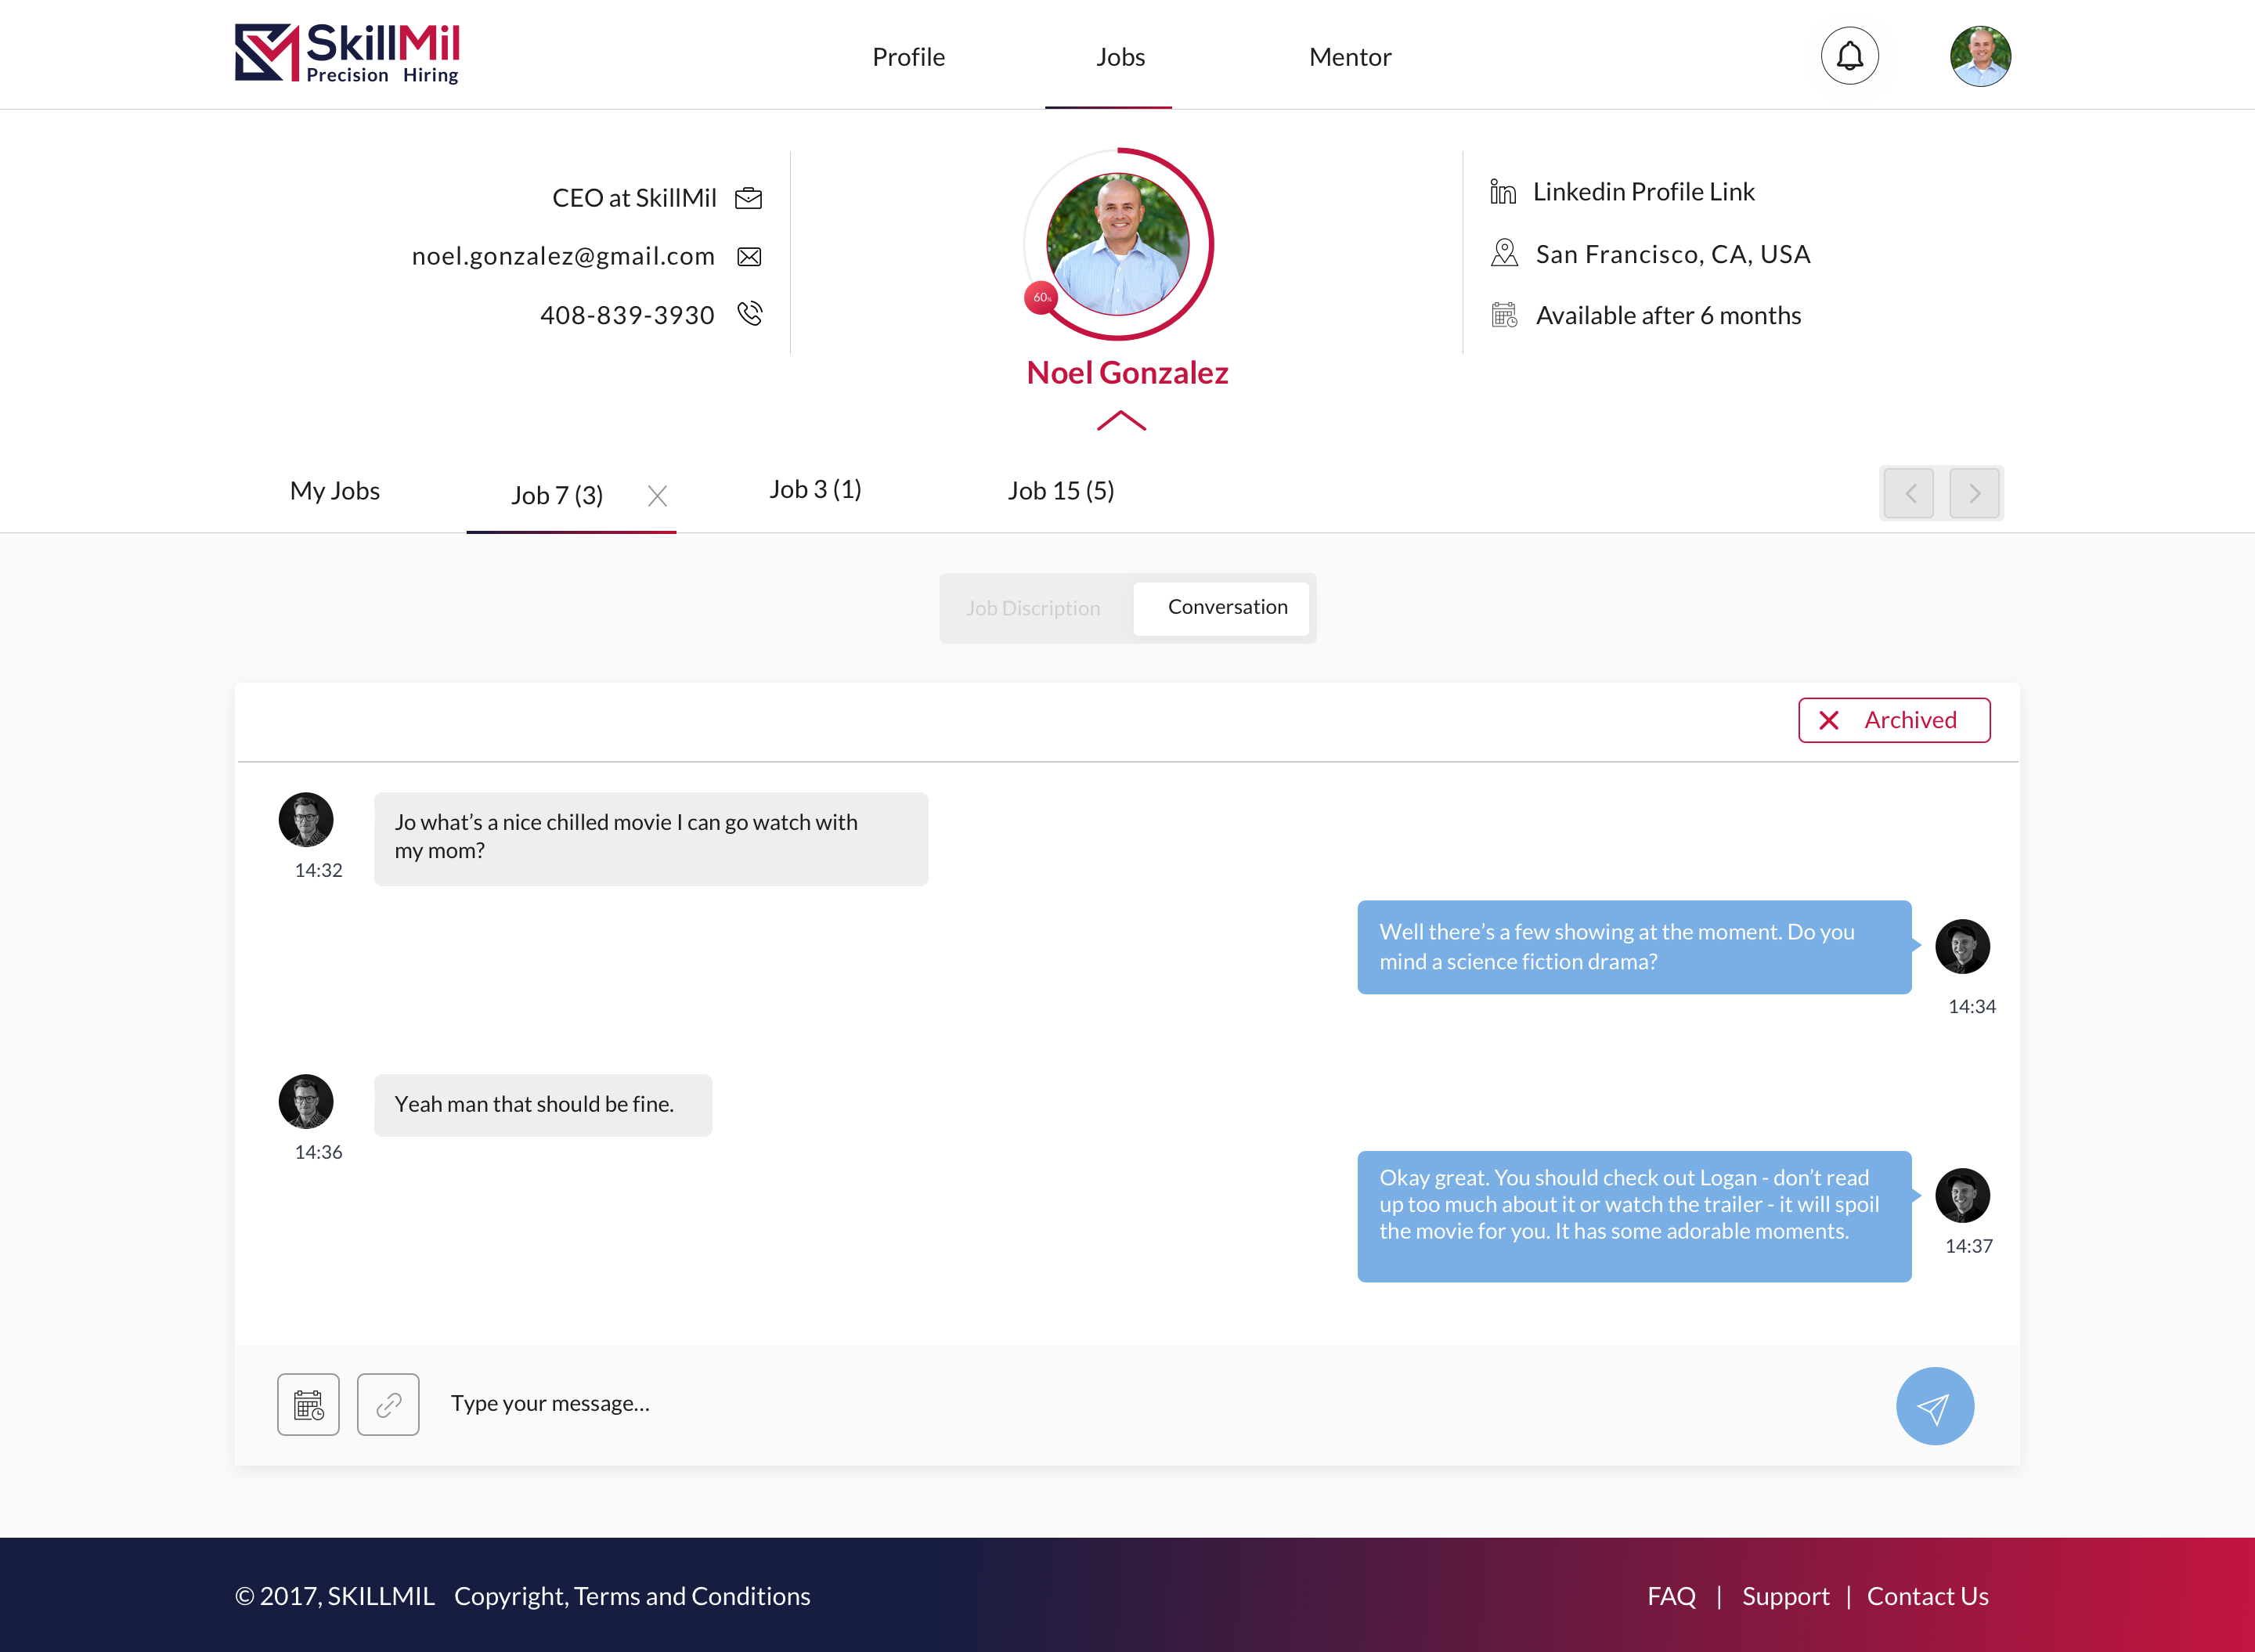 SkillMil
Precision Hiring
Profile
Jobs
Mentor
CEO at SkillMil
noel.gonzalez@gmail.com
408-839-3930
60%
Noel Gonzalez
Linkedin Profile Link
San Francisco, CA, USA
Available after 6 months
My Jobs
Job 7 (3)
Job 3 (1)
Job 15 (5)
Job Discription
Conversation
Archived
Jo what’s a nice chilled movie I can go watch with
my mom?
14:32
Well there’s a few showing at the moment. Do you
mind a science fiction drama?
14:34
Yeah man that should be fine.
14:36
Okay great. You should check out Logan - don’t read
up too much about it or watch the trailer - it will spoil
the movie for you. It has some adorable moments.
14:37
Type your message...
© 2017, SKILLMIL Copyright, Terms and Conditions
FAQ | Support | Contact Us